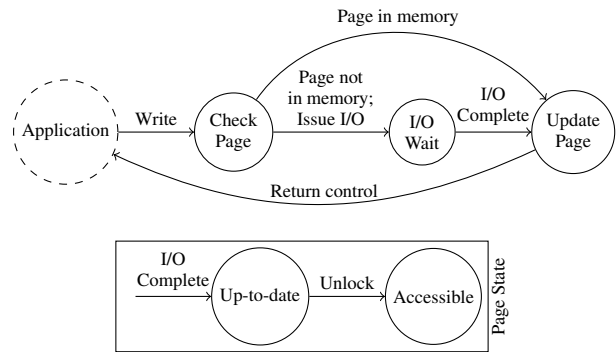 Page in memory
Page not
in memory;
Issue I/O
I/O
Complete
Application
Write
Check
Page
I/O
Wait
Update
Page
Return control
I/O
Complete
Up-to-date
Unlock
Accessible
Page State